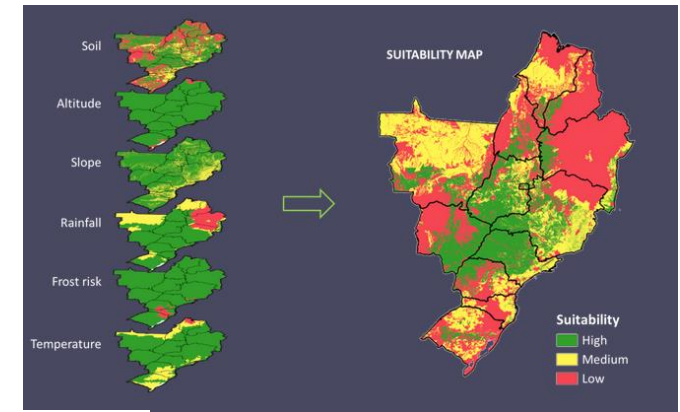 Soil
Altitude
Slope
Rainfall
Frost risk
Temperature
SUITABILITY MAP
Suitability
High
Medium
Low